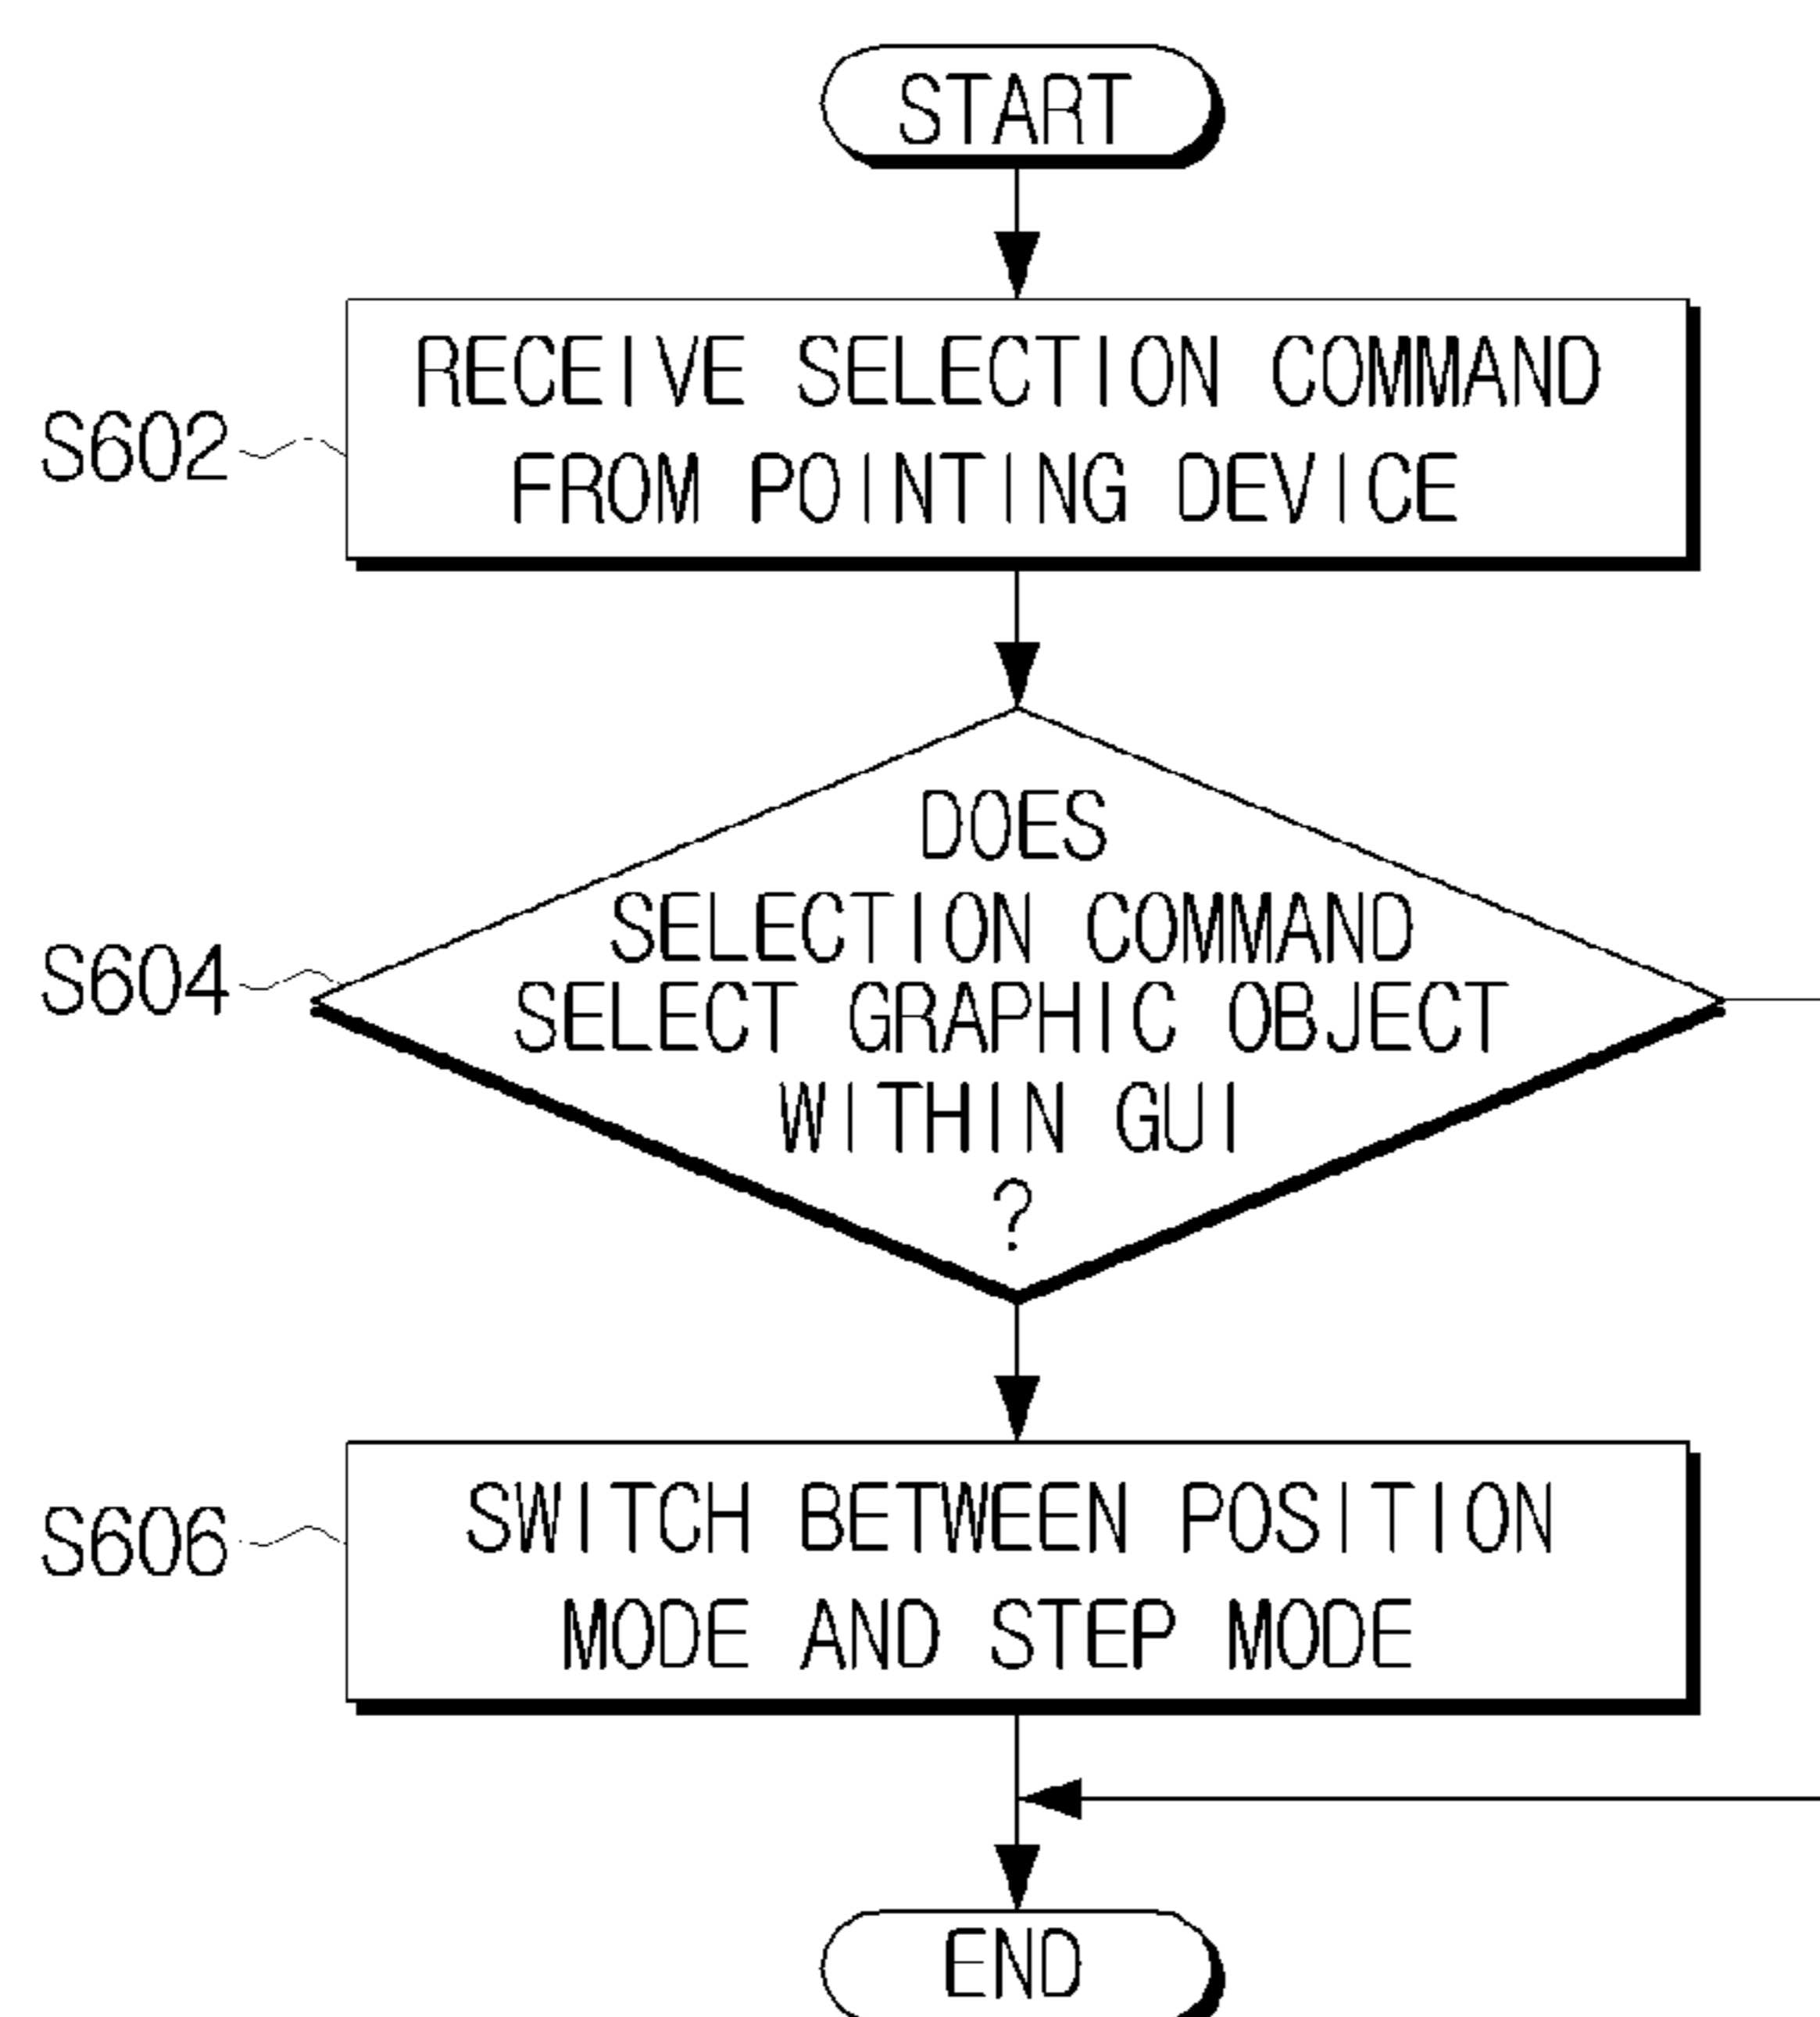 START
RECEIVE SELECTION COMMAND
FROM POINTING DEVICE
S602
DOES
SELECTION COMMAND
SELECT GRAPHIC OBJECT
WITHIN GUI
?
S604
SWITCH BETWEEN POSITION
MODE AND STEP MODE
S606
END